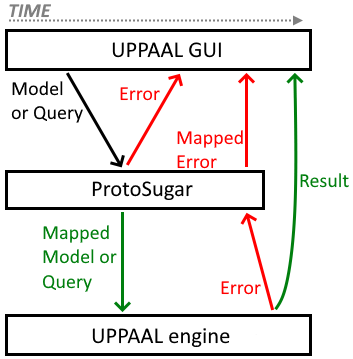 TIME
UPPAAL GUI
Model
or Query
Error
Mapped
Error
Result
ProtoSugar
Mapped
Model or
Query
Error
UPPAAL engine